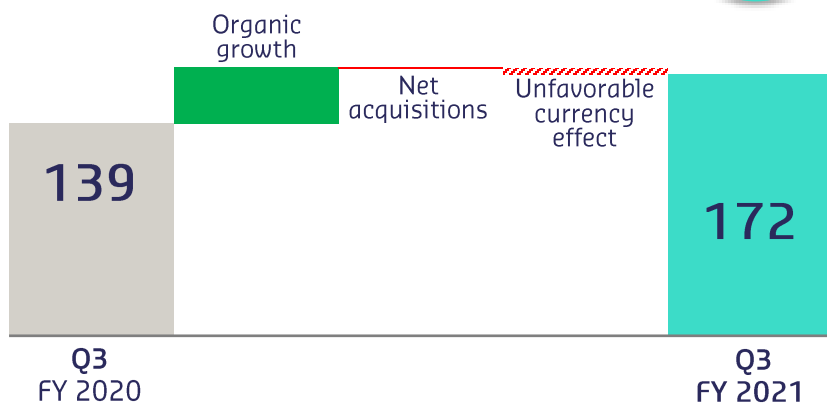 Organic
growth
Net
acquisitions
Unfavorable
currency
effect
139
172
Q3
FY 2020
Q3
FY 2021